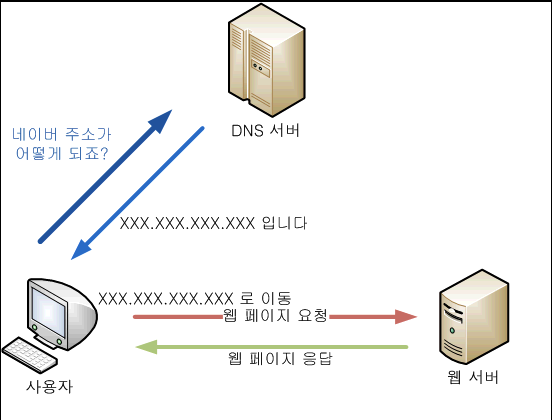 DNS 서버
네이버 주소가
어떻게 되죠?
XXX.XXX.XXX.XXX 입니다
XXX.XXX.XXX.XXX 로 이동
웹 페이지 요청
웹 페이지 응답
사용자
웹 서버